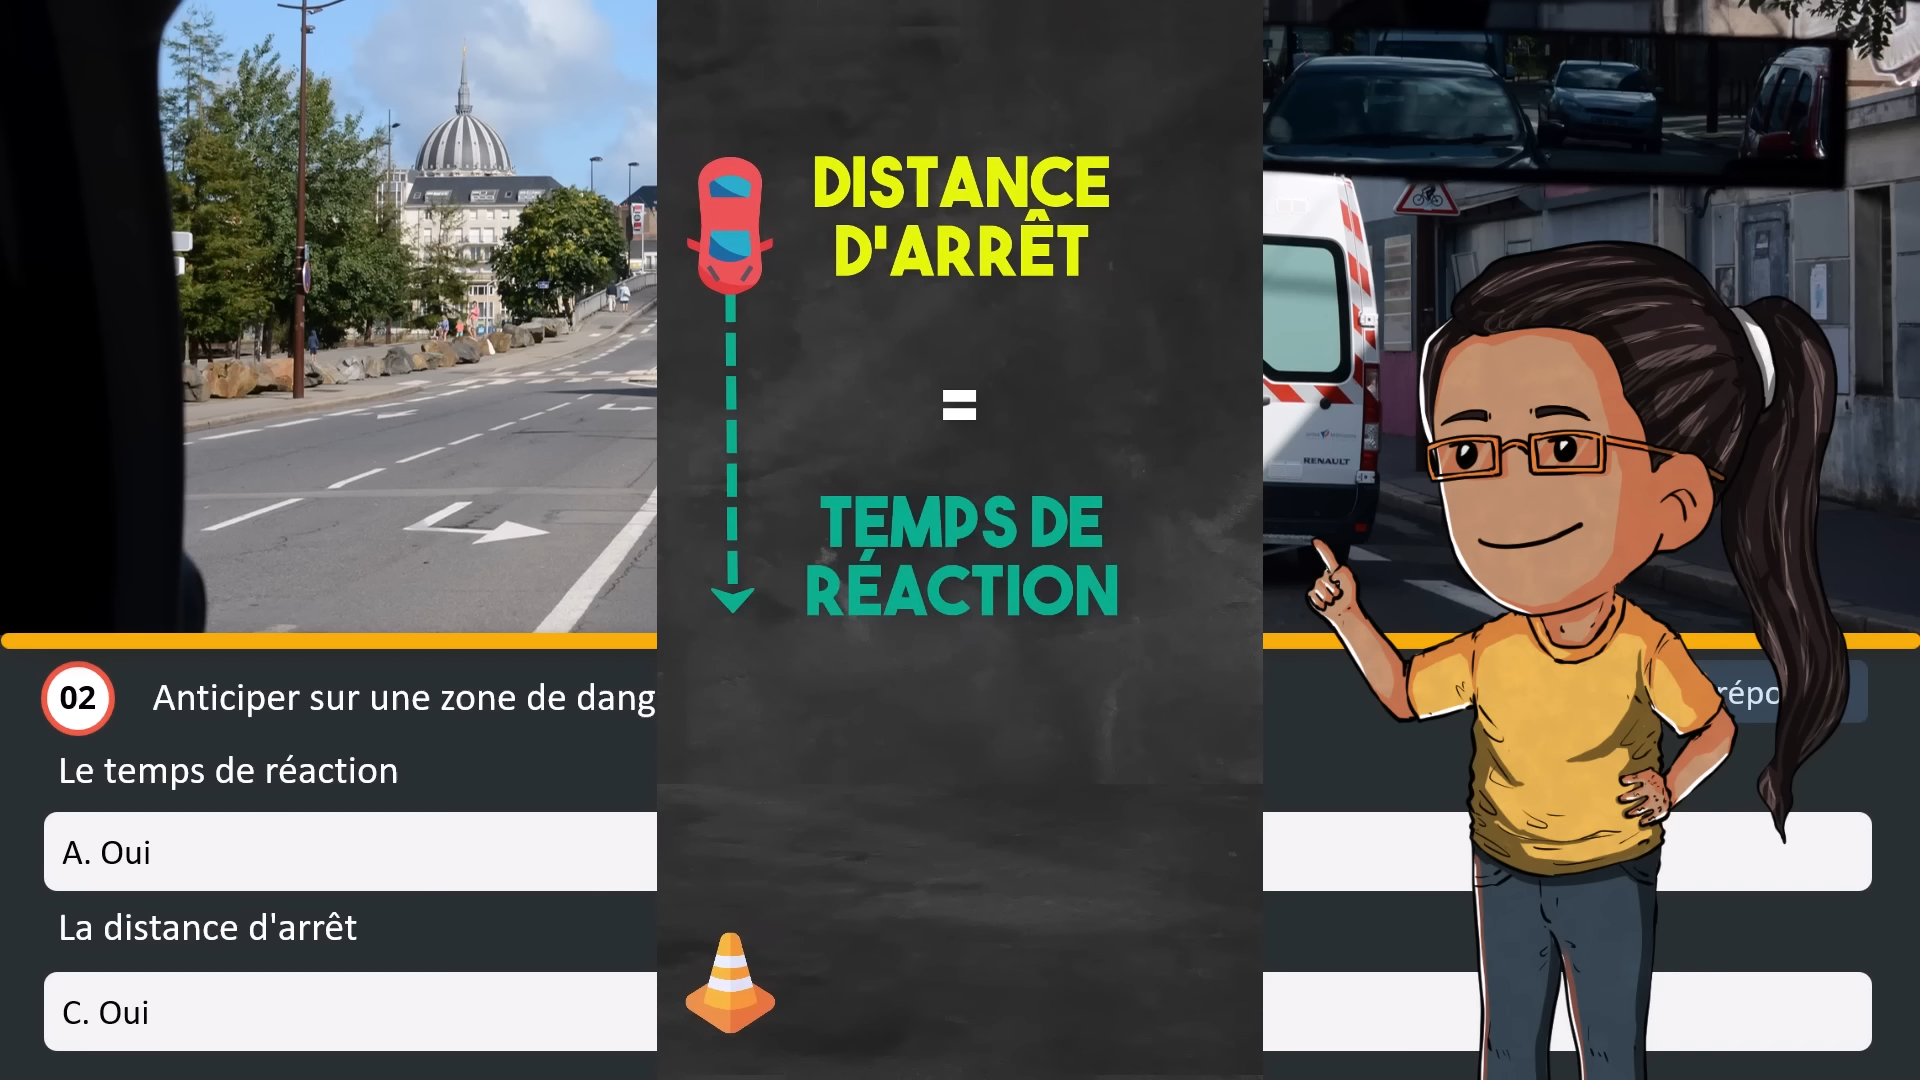 DISTANCE
D'ARRÊT
=
TEMPS DE
RÉACTION
RENAULT
02
Anticiper sur une zone de dang
répo
Le temps de réaction
A. Oui
La distance d'arrêt
C. Oui